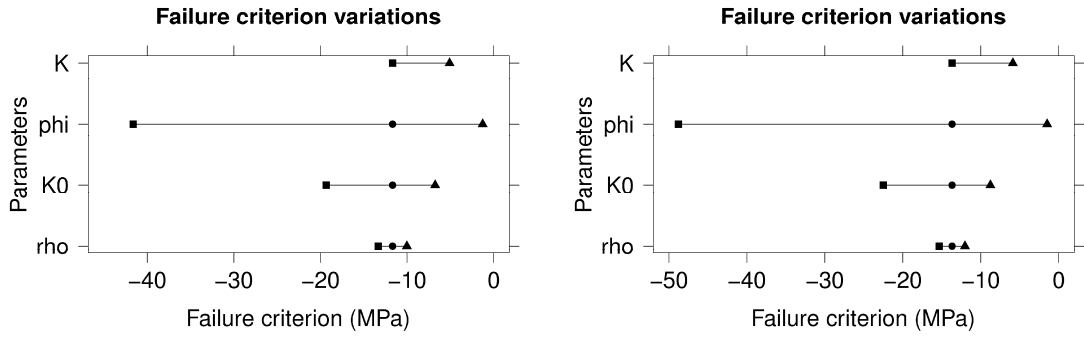 Failure criterion variations
K
phi
K0
rho
Parameters
−40 −30 −20 −10 0
Failure criterion (MPa)
Failure criterion variations
K
phi
K0
rho
Parameters
−50 −40 −30 −20 −10 0
Failure criterion (MPa)